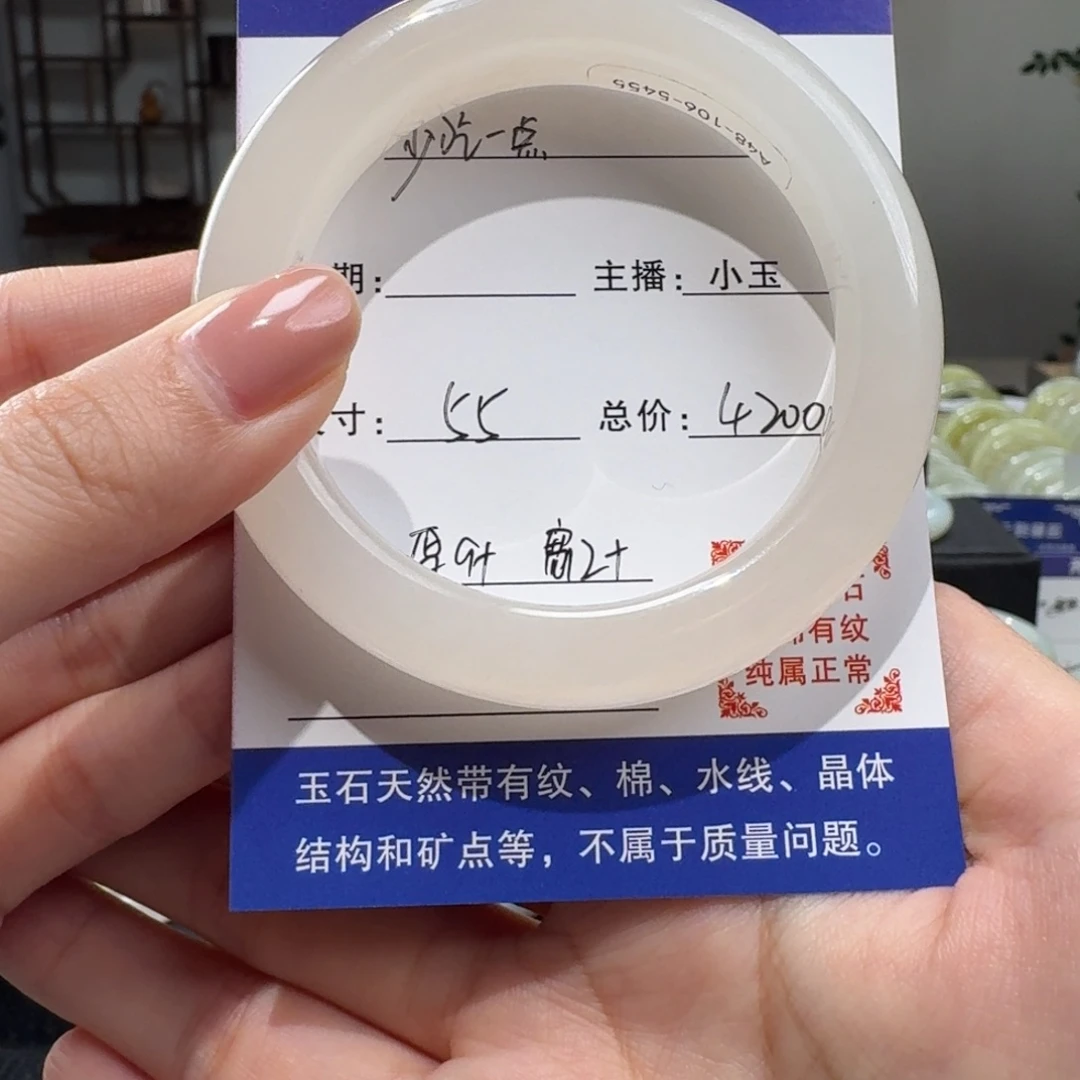 A48-106-5455
少吃一点
期： 主播：小玉
寸：55 总价：4200
厚9+ 宽2+
带有纹
纯属正常
玉石天然带有纹、棉、水线、晶体
结构和矿点等，不属于质量问题。